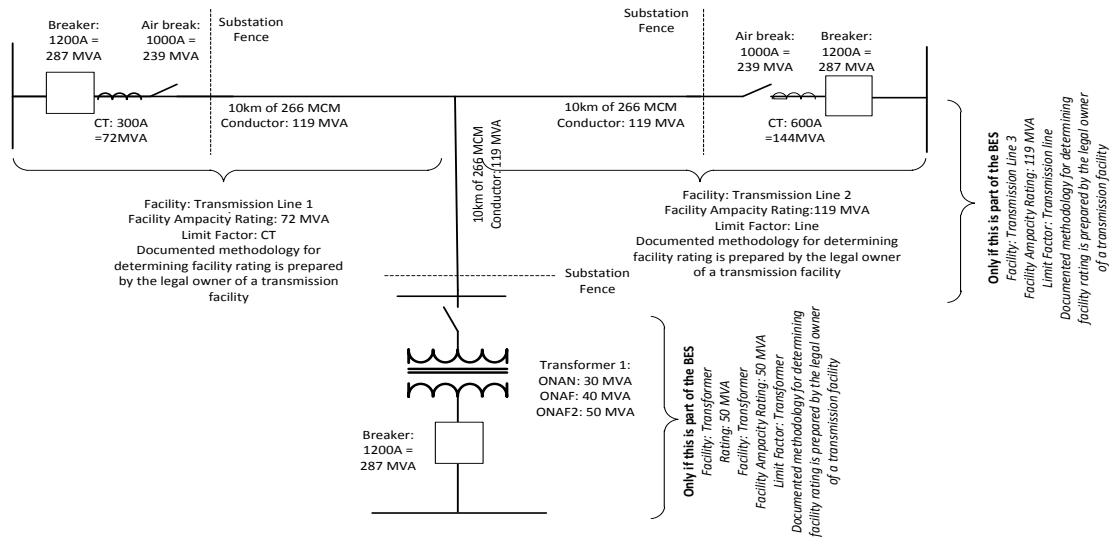 Breaker:
1200A =
287 MVA
Air break:
1000A =
239 MVA
Substation
Fence
CT: 300A
=72MVA
10km of 266 MCM
Conductor: 119 MVA
Substation
Fence
Air break:
1000A =
239 MVA
Breaker:
1200A =
287 MVA
10km of 266 MCM
Conductor: 119 MVA
CT: 600A
=144MVA
10km of 266 MCM
Conductor: 119 MVA
Facility: Transmission Line 1
Facility Ampacity Rating: 72 MVA
Limit Factor: CT
Documented methodology for
determining facility rating is prepared
by the legal owner of a transmission
facility
Facility: Transmission Line 2
Facility Ampacity Rating:119 MVA
Limit Factor: Line
Documented methodology for determining
facility rating is prepared by the legal owner
of a transmission facility
Only if this is part of the BES
Facility: Transmission Line 3
Facility Ampacity Rating: 119 MVA
Limit Factor: Transmission line
Documented methodology for determining
facility rating is prepared by the legal owner
of a transmission facility
Substation
Fence
Transformer 1:
ONAN: 30 MVA
ONAF: 40 MVA
ONAF2: 50 MVA
Breaker:
1200A =
287 MVA
Only if this is part of the BES
Facility: Transformer
Rating: 50 MVA
Facility: Transformer
Facility Ampacity Rating: 50 MVA
Limit Factor: Transformer
Documented methodology for determining
facility rating is prepared by the legal owner
of a transmission facility